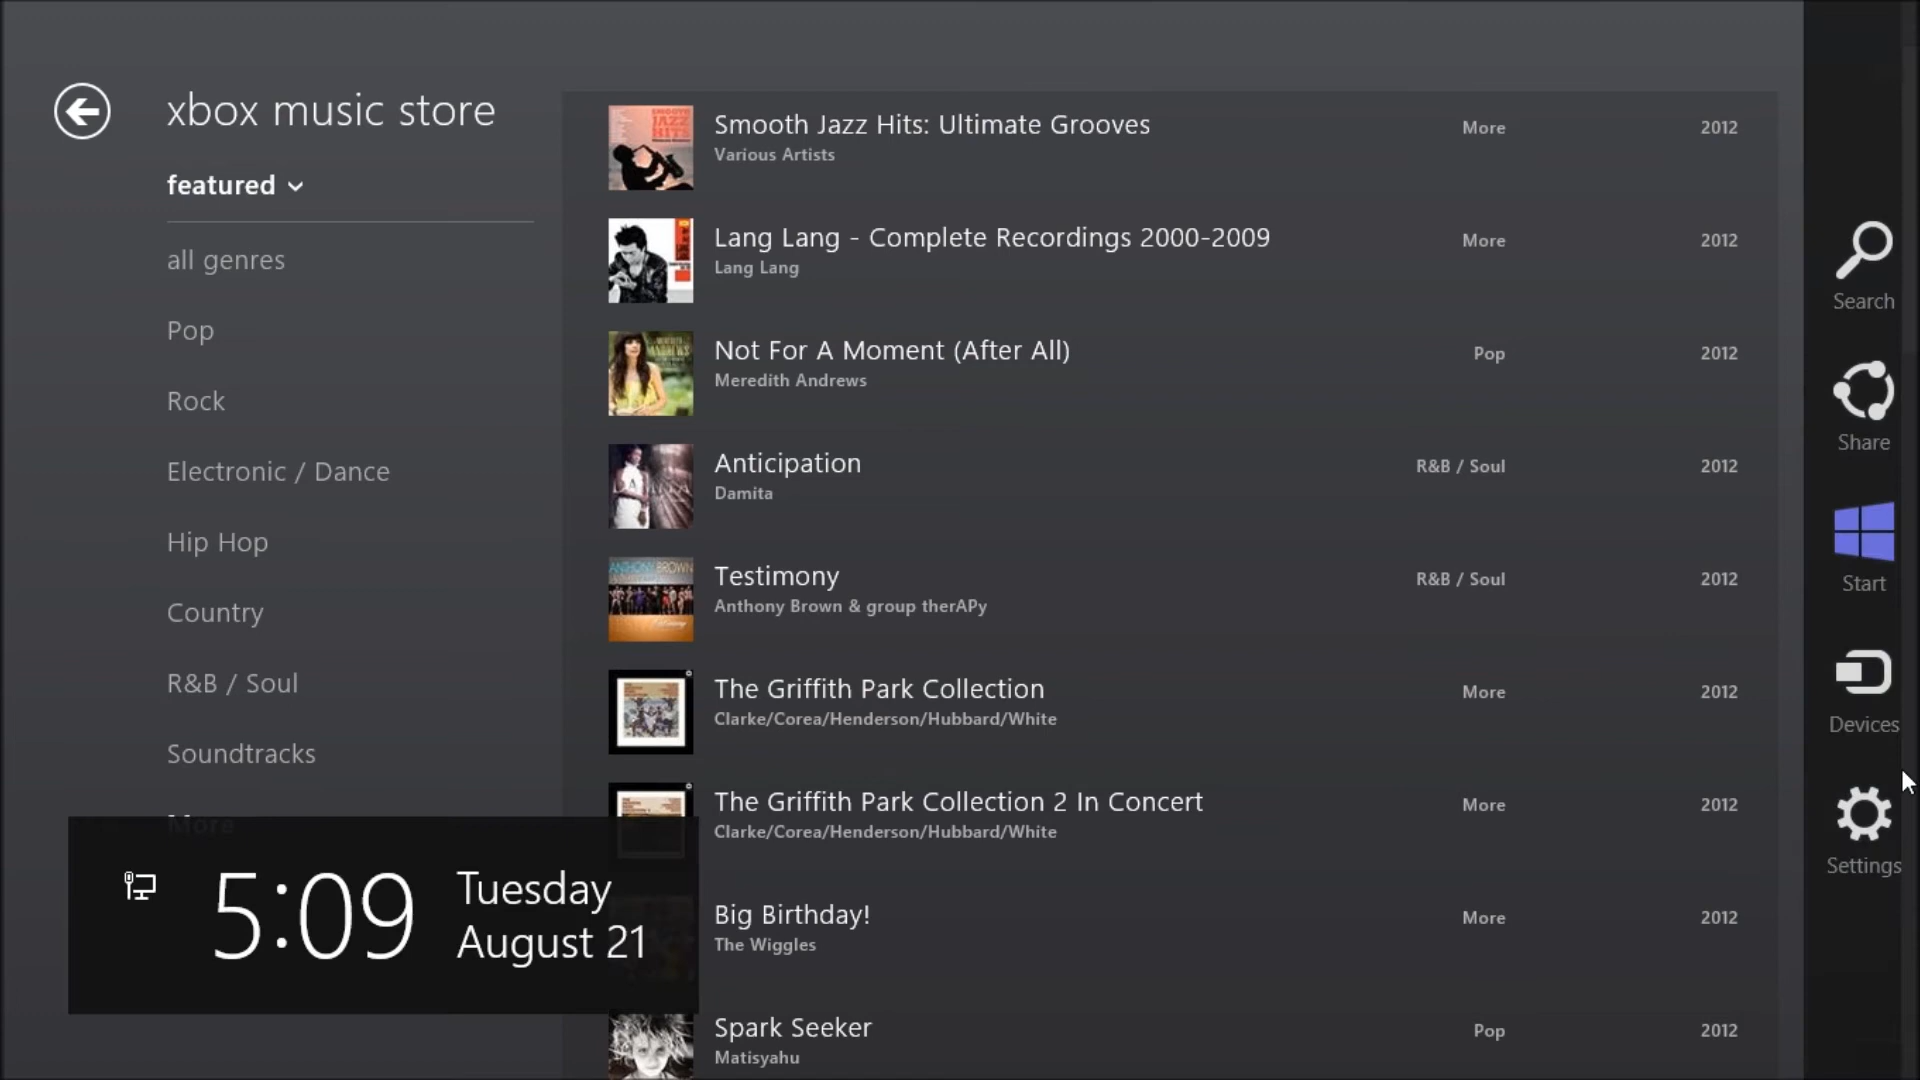 xbox music store
featured
all genres
Pop
Rock
Electronic / Dance
Hip Hop
Country
R&B / Soul
Soundtracks
More
5:09
Tuesday
August 21
Smooth Jazz Hits: Ultimate Grooves More 2012
Various Artists
Lang Lang - Complete Recordings 2000-2009 More 2012
Lang Lang
Not For A Moment (After All) Pop 2012
Meredith Andrews
Anticipation R&B / Soul 2012
Damita
Testimony R&B / Soul 2012
Anthony Brown & group therAPy
The Griffith Park Collection More 2012
Clarke/Corea/Henderson/Hubbard/White
The Griffith Park Collection 2 In Concert More 2012
Clarke/Corea/Henderson/Hubbard/White
Big Birthday! More 2012
The Wiggles
Spark Seeker Pop 2012
Matisyahu
Search
Share
Start
Devices
Settings